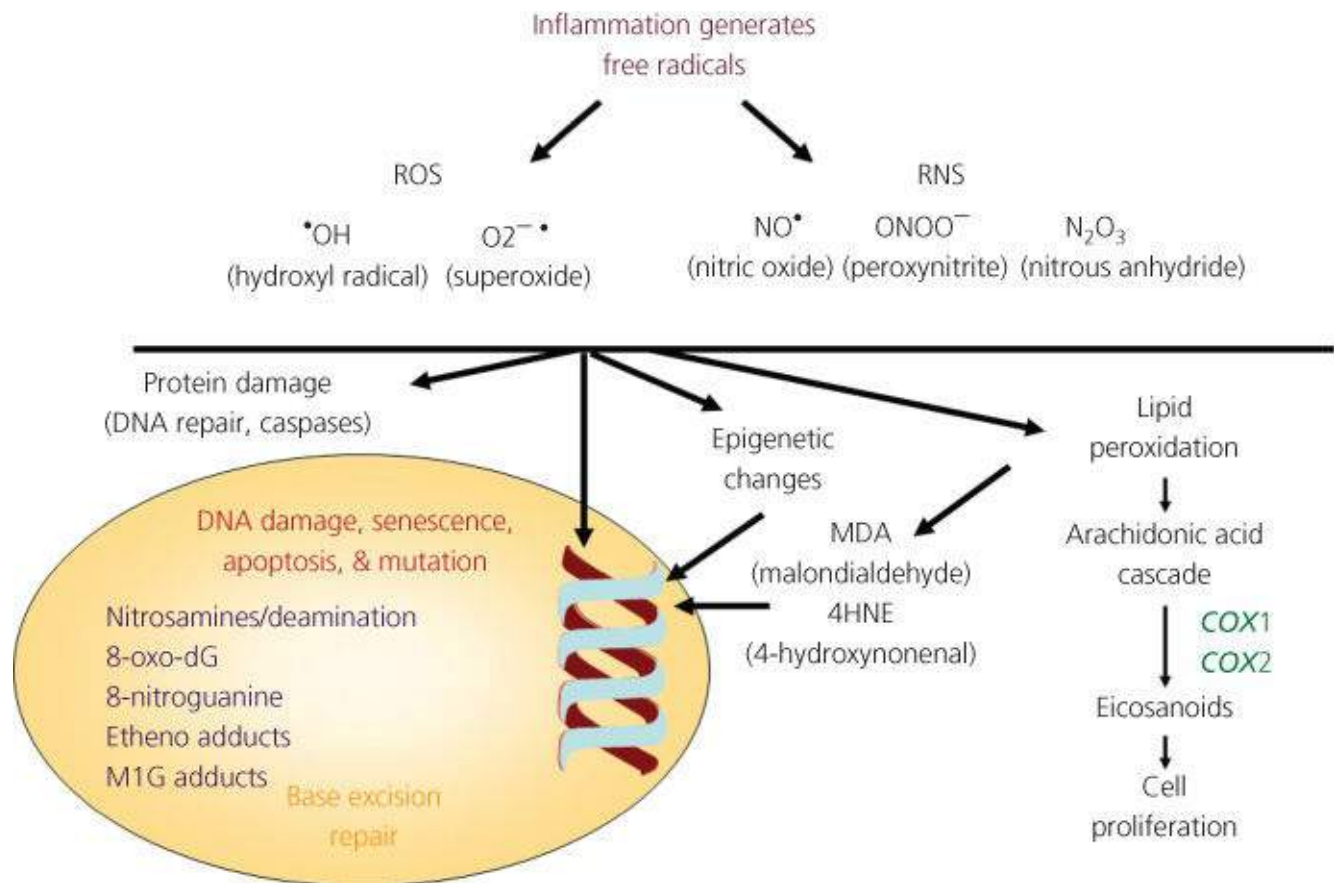 Inflammation generates
free radicals
ROS
RNS
•OH
(hydroxyl radical)
O2⁻•
(superoxide)
NO•
(nitric oxide)
ONOO⁻
(peroxynitrite)
N₂O₃
(nitrous anhydride)
Protein damage
(DNA repair, caspases)
Epigenetic
changes
Lipid
peroxidation
DNA damage, senescence,
apoptosis, & mutation
MDA
(malondialdehyde)
4HNE
(4-hydroxynonenal)
Arachidonic acid
cascade
COX1
COX2
Nitrosamines/deamination
8-oxo-dG
8-nitroguanine
Etheno adducts
M1G adducts
Base excision
repair
Eicosanoids
Cell
proliferation